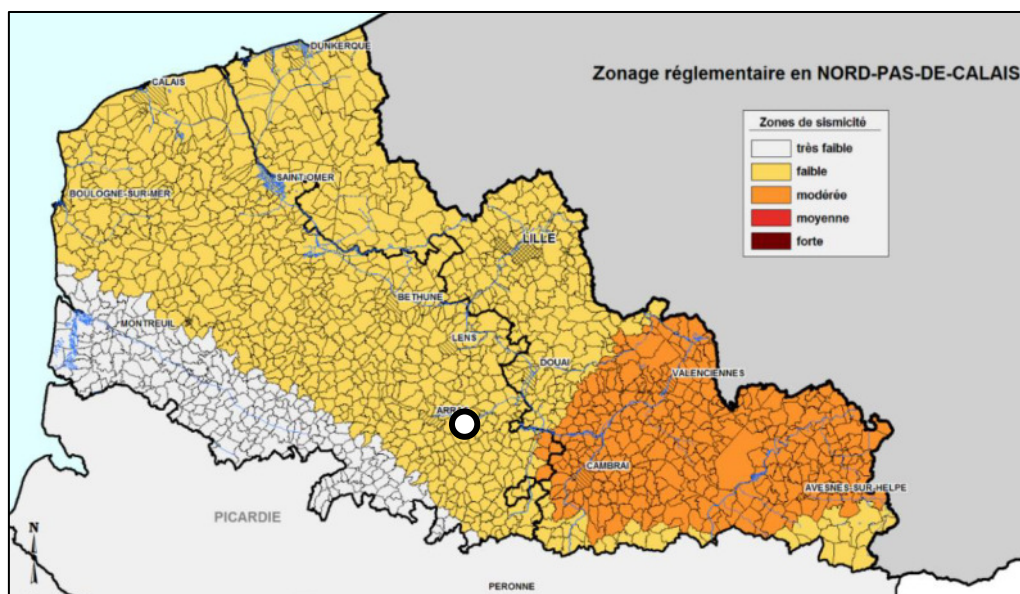 DUNKERQUE
CALAIS
Zonage réglementaire en NORD-PAS-DE-CALAIS
Zones de sismicité
très faible
faible
modérée
moyenne
forte
SAINT-OMER
BOULOGNE-SUR-MER
LILLE
BETHUNE
MONTREUIL
LENS
DOUAI
VALENCIENNES
ARRA
CAMBRAI
AVESNES-SUR-HELPE
PICARDIE
N
PERONNE